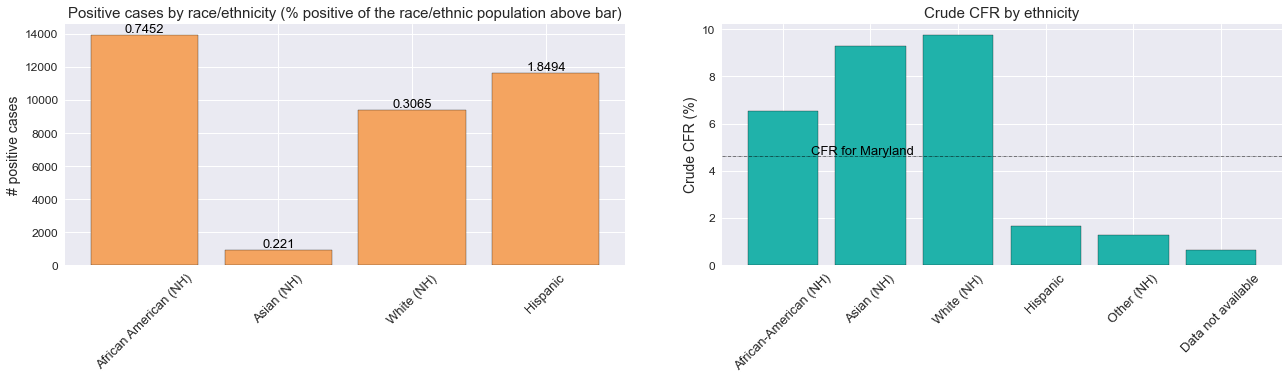 Positive cases by race/ethnicity (% positive of the race/ethnic population above bar)
# positive cases
14000
12000
10000
8000
6000
4000
2000
0
0.7452
0.221
0.3065
1.8494
African American (NH)
Asian (NH)
White (NH)
Hispanic
Crude CFR by ethnicity
Crude CFR (%)
10
8
6
4
2
0
CFR for Maryland
African-American (NH)
Asian (NH)
White (NH)
Hispanic
Other (NH)
Data not available